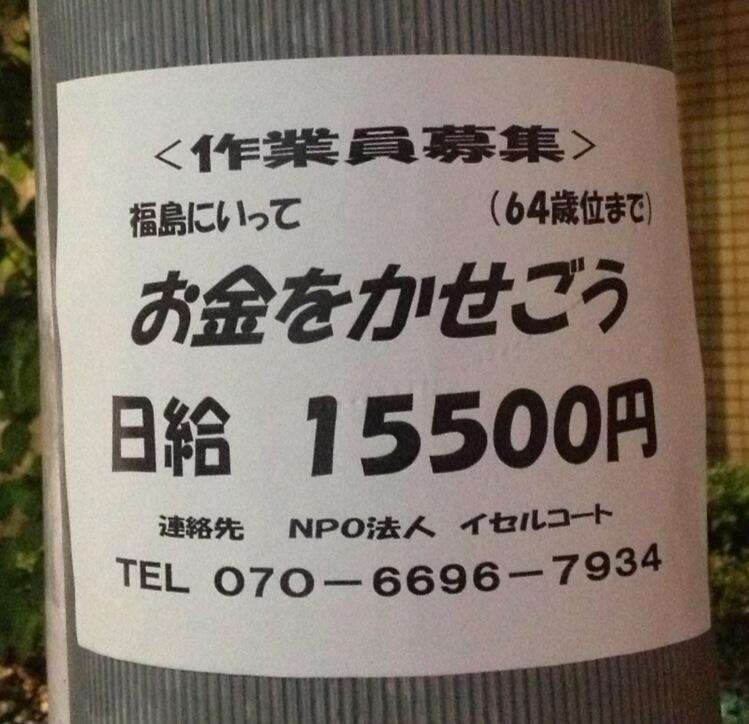 ＜作業員募集＞
福島にいって （64歳位まで）
お金をかせごう
日給 15500円
連絡先 NPO法人 イセルコート
TEL 070－6696－7934